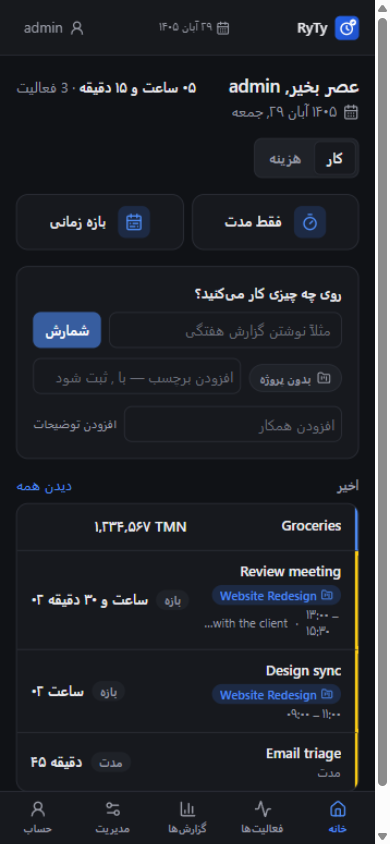 RyTy
۲۹ آبان ۱۴۰۵
admin
عصر بخیر, admin
۰۵ ساعت و ۱۵ دقیقه · 3 فعالیت
۱۴۰۵ آبان ۲۹, جمعه
کار
هزینه
فقط مدت
بازه زمانی
روی چه چیزی کار می‌کنید؟
مثلاً نوشتن گزارش هفتگی
شمارش
بدون پروژه
افزودن برچسب — با , ثبت شود
افزودن همکار
افزودن توضیحات
اخیر
دیدن همه
Groceries
۱,۲۳۴,۵۶۷ TMN
Review meeting
Website Redesign
۱۳:۰۰ –
۱۵:۳۰
· with the client...
بازه
ساعت و ۳۰ دقیقه ۰۲
Design sync
Website Redesign
۰۹:۰۰ – ۱۱:۰۰
بازه
ساعت ۰۲
Email triage
مدت
مدت
دقیقه ۴۵
خانه
فعالیت‌ها
گزارش‌ها
مدیریت
حساب